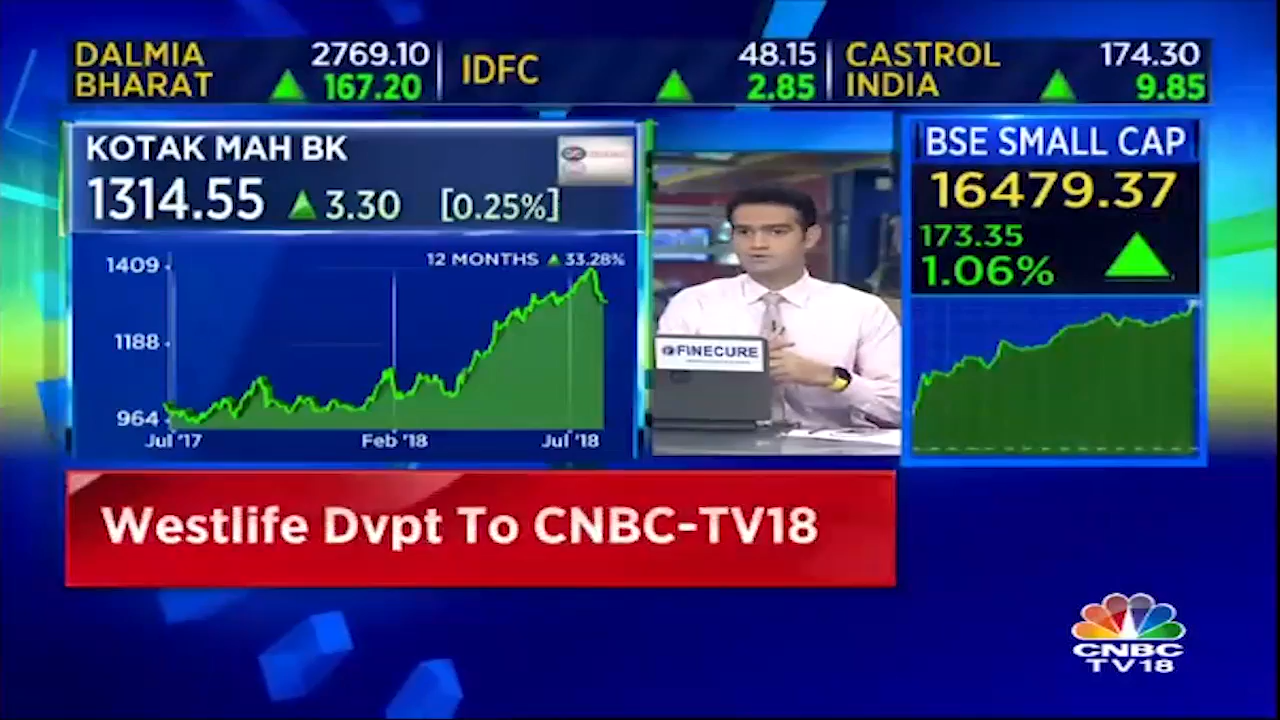 DALMIA 2769.10
BHARAT 167.20
IDFC 48.15
2.85
CASTROL 174.30
INDIA 9.85
KOTAK MAH BK
1314.55 3.30 [0.25%]
12 MONTHS 33.28%
1409
1188
964
Jul '17 Feb '18 Jul '18
FINECURE
BSE SMALL CAP
16479.37
173.35
1.06%
Westlife Dvpt To CNBC-TV18
CNBC
TV18